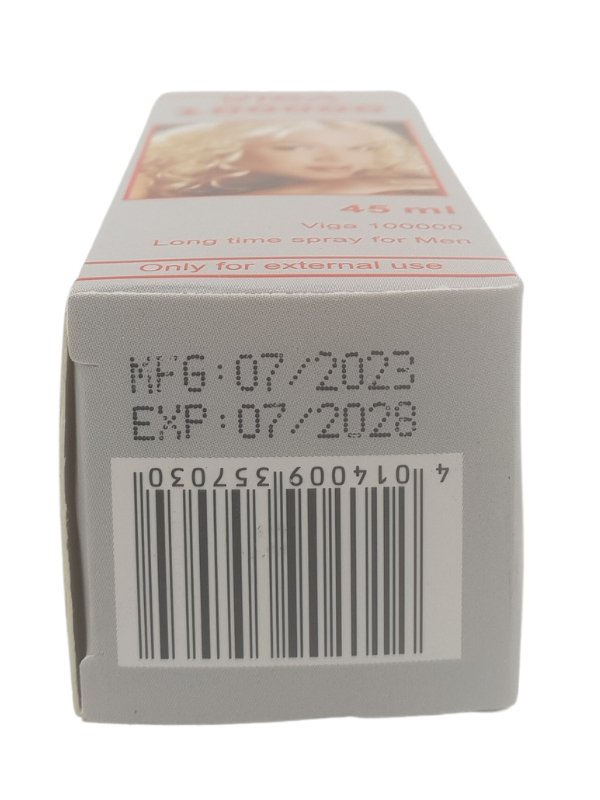 45 ml
Viga 100000
Long time spray for Men
Only for external use
MFG:07/2023
EXP:07/2028
4 014009 357030